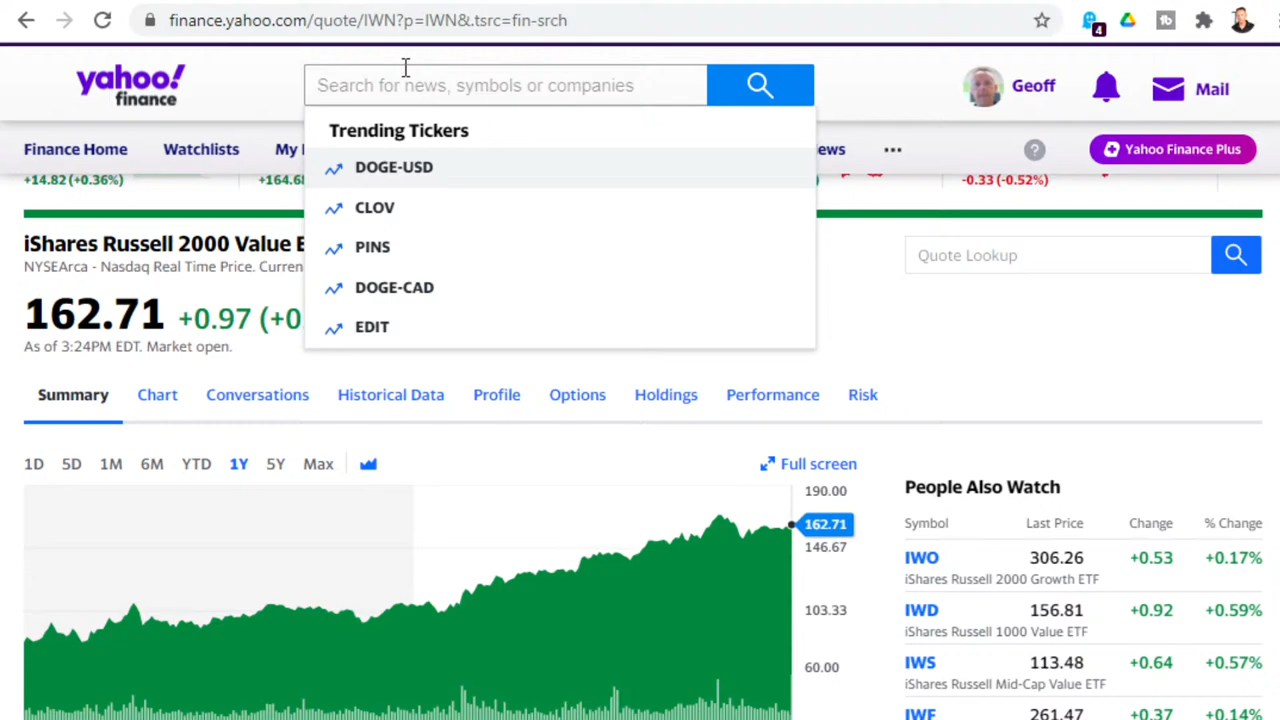 finance.yahoo.com/quote/IWN?p=IWN&.tsrc=fin-srch
4
tb
yahoo!
finance
Search for news, symbols or companies
Geoff
Mail
Trending Tickers
DOGE-USD
CLOV
PINS
DOGE-CAD
EDIT
Finance Home
Watchlists
My
ews
...
?
Yahoo Finance Plus
+14.82 (+0.36%)
+164.68
-0.33 (-0.52%)
iShares Russell 2000 Value E
NYSEArca - Nasdaq Real Time Price. Curren
Quote Lookup
162.71 +0.97 (+0.
As of 3:24PM EDT. Market open.
Summary
Chart
Conversations
Historical Data
Profile
Options
Holdings
Performance
Risk
1D
5D
1M
6M
YTD
1Y
5Y
Max
Full screen
190.00
162.71
146.67
103.33
60.00
People Also Watch
Symbol Last Price Change % Change
IWO 306.26 +0.53 +0.17%
iShares Russell 2000 Growth ETF
IWD 156.81 +0.92 +0.59%
iShares Russell 1000 Value ETF
IWS 113.48 +0.64 +0.57%
iShares Russell Mid-Cap Value ETF
IWF 261.47 +0.37 +0.14%